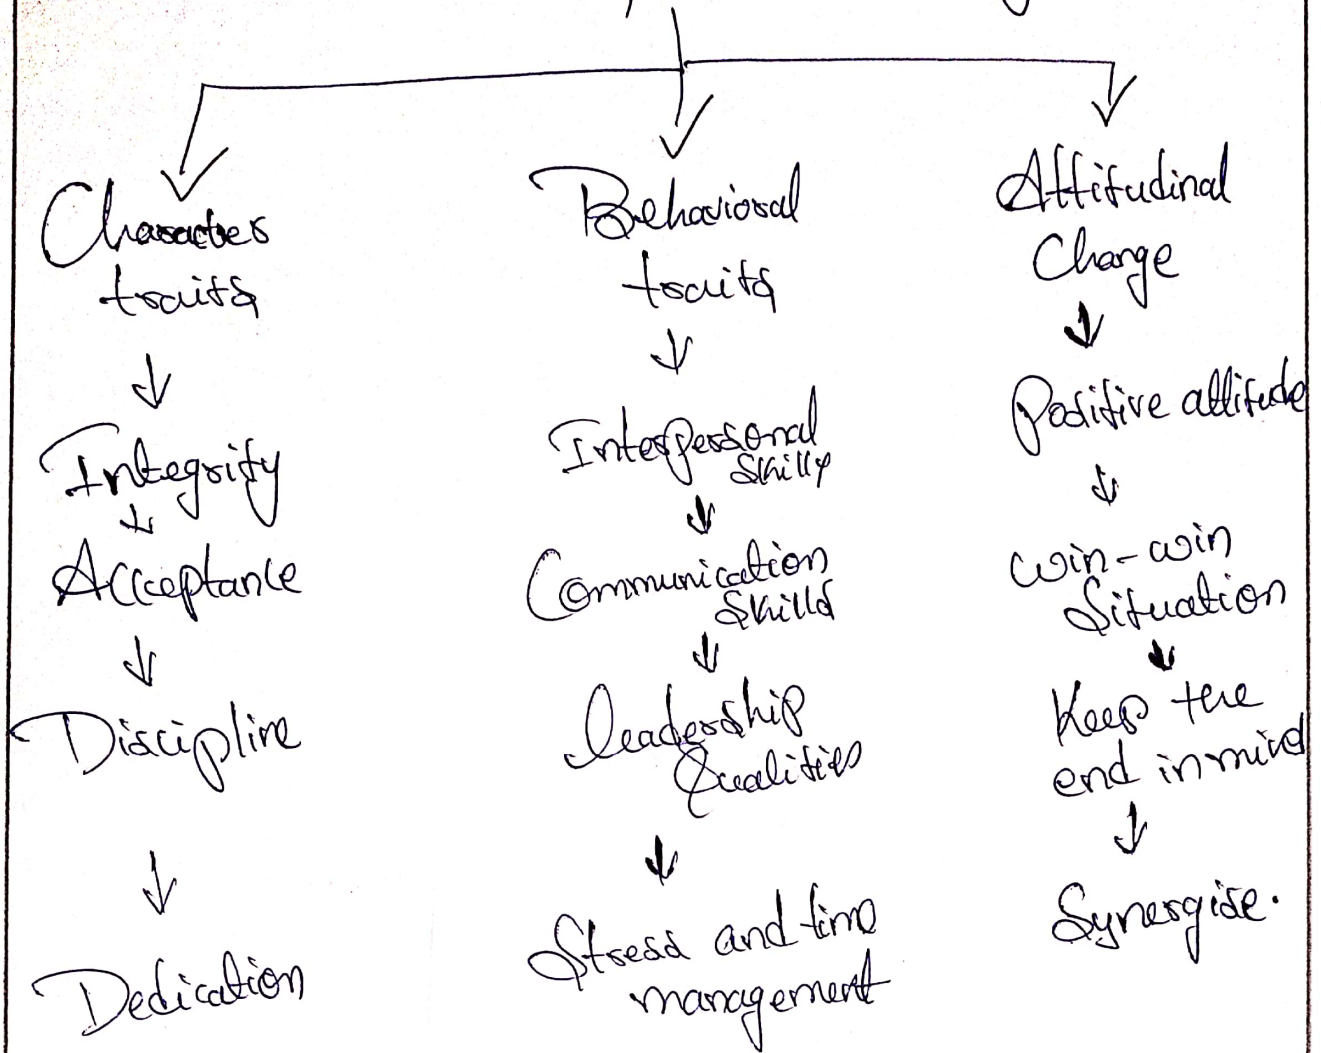 Character
traits
Integrity
Acceptance
Discipline
Dedication
Behavioral
traits
Interpersonal
skills
Communication
skills
leadership
Qualities
Stress and time
management
Attitudinal
Change
Positive attitude
win-win
Situation
Keep the
end in mind
Synergise.